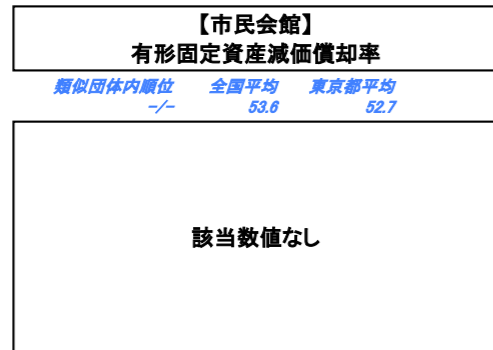 【市民会館】
有形固定資産減価償却率
類似団体内順位 全国平均 東京都平均
-/- 53.6 52.7
該当数値なし